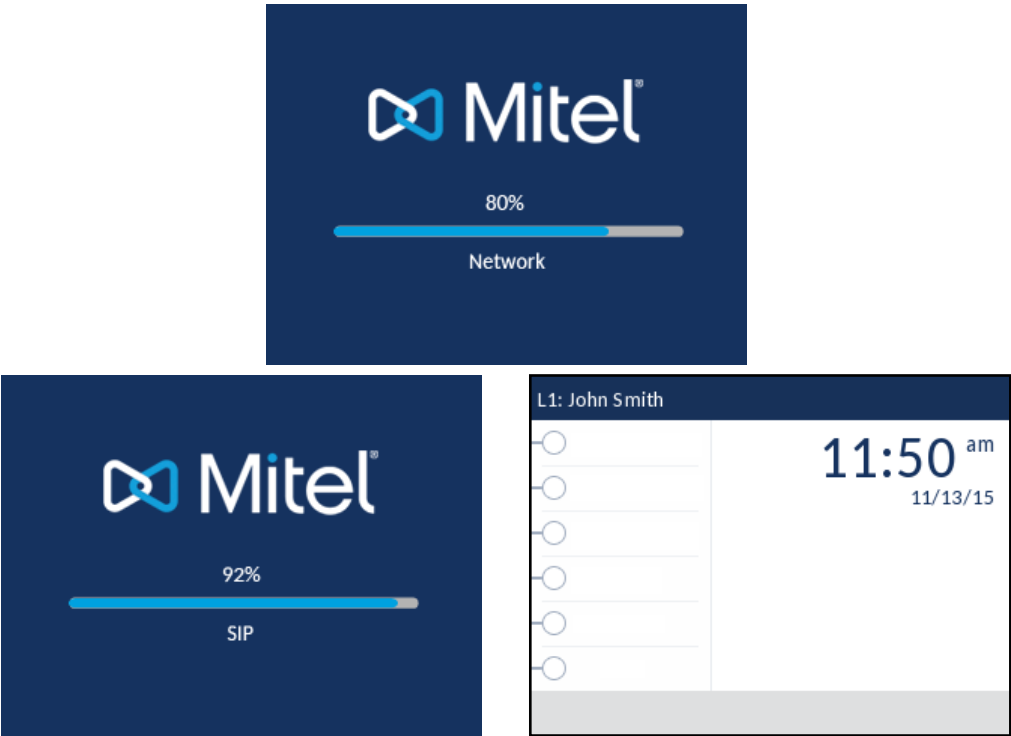 Mitel®
80%
Network
Mitel®
92%
SIP
L1: John Smith
11:50 am
11/13/15